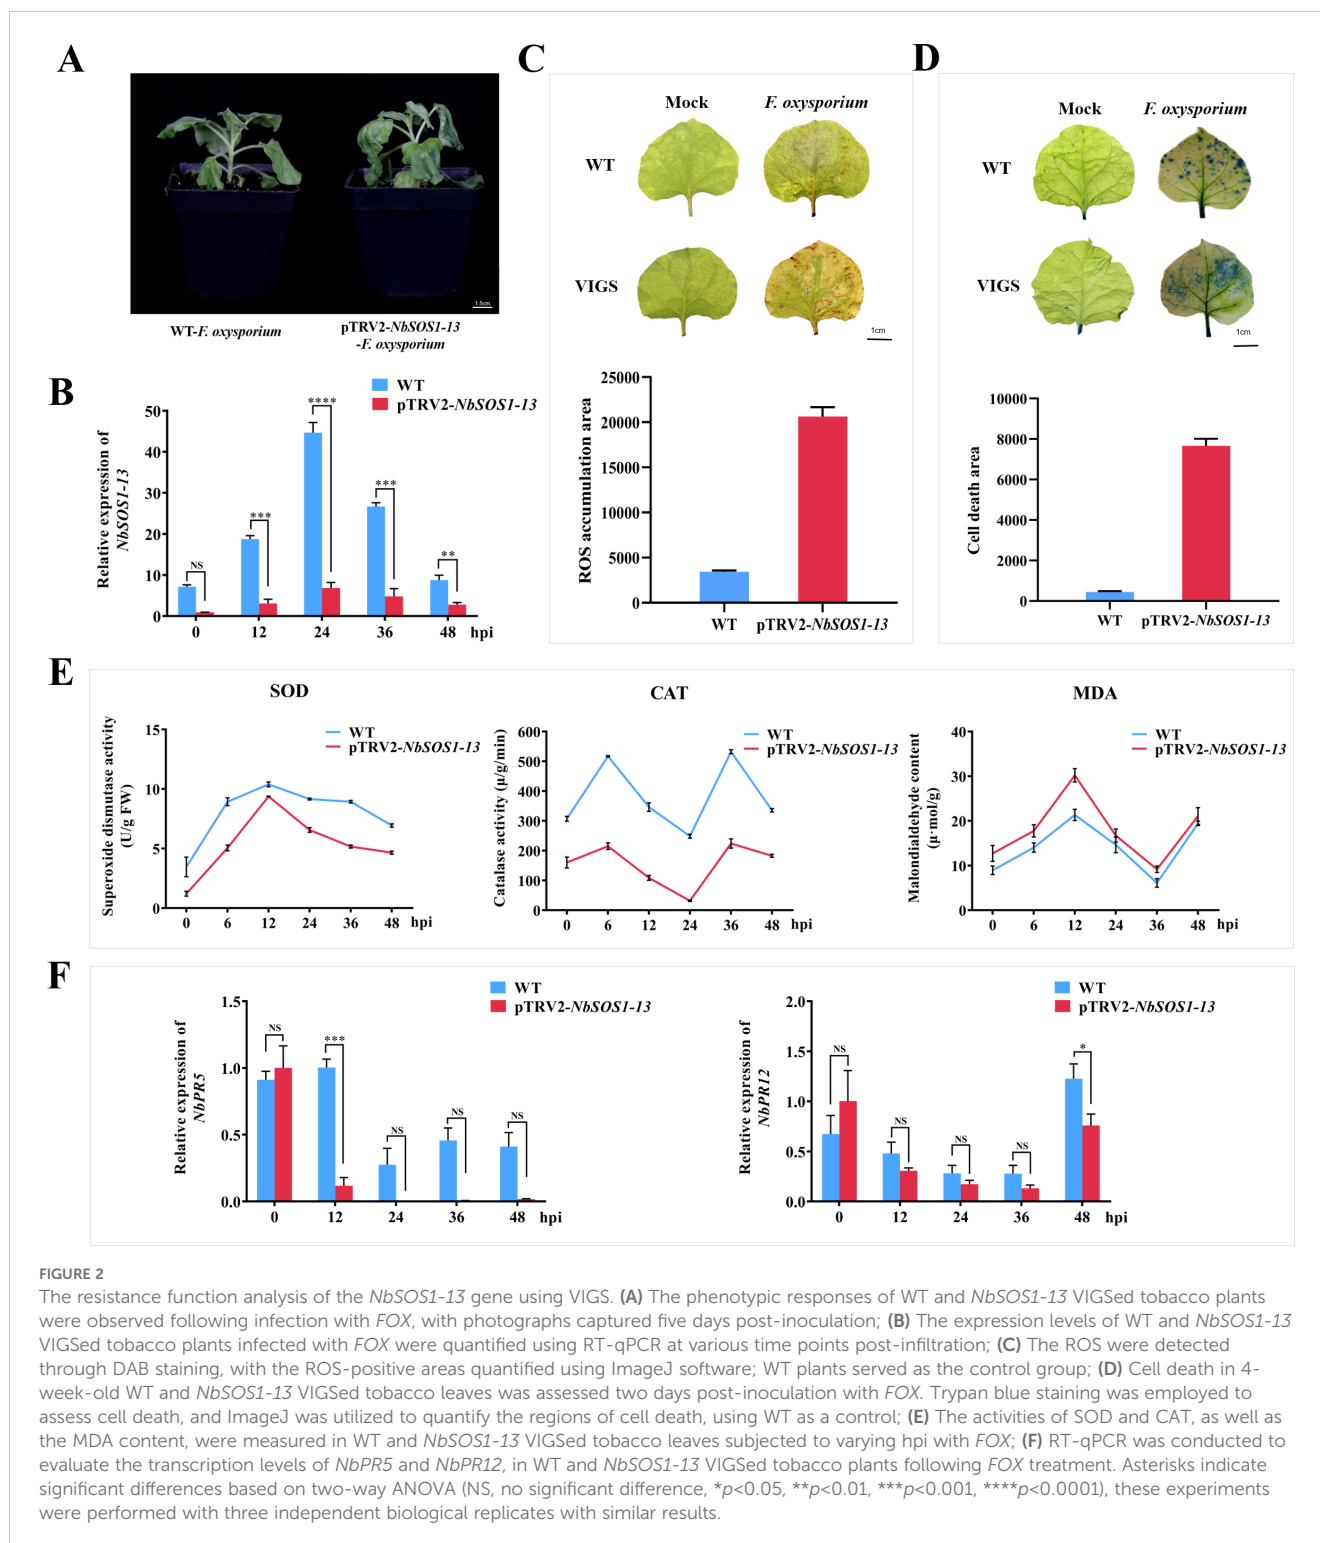 A
1.5cm
WT-F. oxysporium
pTRV2-NbSOS1-13
-F. oxysporium
B
WT
pTRV2-NbSOS1-13
Relative expression of
NbSOS1-13
50
40
30
20
10
0
NS
***
****
***
**
0 12 24 36 48 hpi
C
Mock F. oxysporium
WT
VIGS
1cm
ROS accumulation area
25000
20000
15000
10000
5000
0
WT pTRV2-NbSOS1-13
D
Mock F. oxysporium
WT
VIGS
1cm
Cell death area
10000
8000
6000
4000
2000
0
WT pTRV2-NbSOS1-13
E
SOD
WT
pTRV2-NbSOS1-13
Superoxide dismutase activity
(U/g FW)
15
10
5
0
0 6 12 24 36 48 hpi
CAT
WT
pTRV2-NbSOS1-13
Catalase activity (μ/g/min)
600
500
400
300
200
100
0
0 6 12 24 36 48 hpi
MDA
WT
pTRV2-NbSOS1-13
Malondialdehyde content
(μ·mol/g)
40
30
20
10
0
0 6 12 24 36 48 hpi
F
WT
pTRV2-NbSOS1-13
Relative expression of
NbPR5
1.5
1.0
0.5
0.0
NS
***
NS
NS
NS
0 12 24 36 48 hpi
WT
pTRV2-NbSOS1-13
Relative expression of
NbPR12
2.0
1.5
1.0
0.5
0.0
NS
NS
NS
NS
*
0 12 24 36 48 hpi
FIGURE 2
The resistance function analysis of the NbSOS1-13 gene using VIGS. (A) The phenotypic responses of WT and NbSOS1-13 VIGSed tobacco plants
were observed following infection with FOX, with photographs captured five days post-inoculation; (B) The expression levels of WT and NbSOS1-13
VIGSed tobacco plants infected with FOX were quantified using RT-qPCR at various time points post-infiltration; (C) The ROS were detected
through DAB staining, with the ROS-positive areas quantified using ImageJ software; WT plants served as the control group; (D) Cell death in 4-
week-old WT and NbSOS1-13 VIGSed tobacco leaves was assessed two days post-inoculation with FOX. Trypan blue staining was employed to
assess cell death, and ImageJ was utilized to quantify the regions of cell death, using WT as a control; (E) The activities of SOD and CAT, as well as
the MDA content, were measured in WT and NbSOS1-13 VIGSed tobacco leaves subjected to varying hpi with FOX; (F) RT-qPCR was conducted to
evaluate the transcription levels of NbPR5 and NbPR12, in WT and NbSOS1-13 VIGSed tobacco plants following FOX treatment. Asterisks indicate
significant differences based on two-way ANOVA (NS, no significant difference, *p<0.05, **p<0.01, ***p<0.001, ****p<0.0001), these experiments
were performed with three independent biological replicates with similar results.